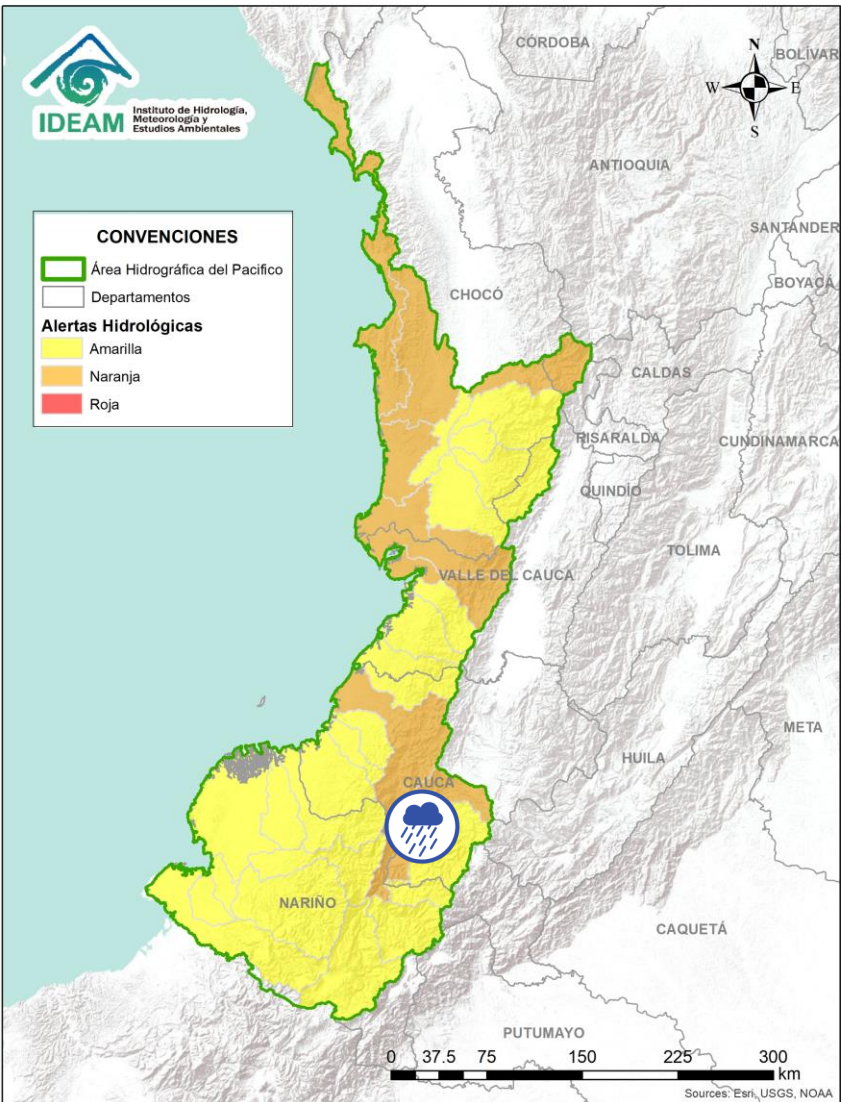 IDEAM
Instituto de Hidrología,
Meteorología y
Estudios Ambientales
N
W
E
S
CONVENCIONES
Área Hidrográfica del Pacifico
Departamentos
Alertas Hidrológicas
Amarilla
Naranja
Roja
CÓRDOBA
BOLÍVAR
ANTIOQUIA
SANTANDER
BOYACÁ
CHOCÓ
CALDAS
RISARALDA
CUNDINAMARCA
QUINDÍO
TOLIMA
VALLE DEL CAUCA
META
HUILA
CAUCA
NARIÑO
CAQUETÁ
PUTUMAYO
0 37.5 75 150 225 300
km
Sources: Esri, USGS, NOAA